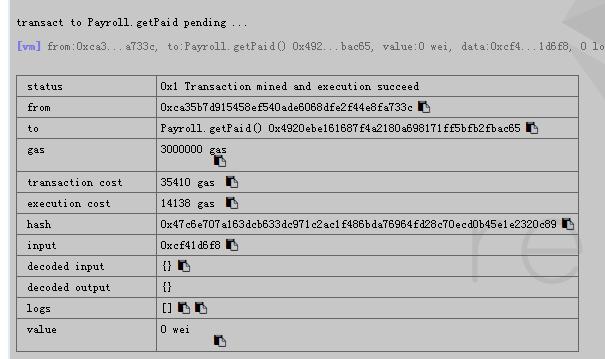 transact to Payroll.getPaid pending ...
[vm] from:0xca3...a733c, to:Payroll.getPaid() 0x492...bac65, value:0 wei, data:0xcf4...1d6f8, 0 lo
status 0x1 Transaction mined and execution succeed
from 0xca35b7d915458ef540ade6068dfe2f44e8fa733c
to Payroll.getPaid() 0x4920ebe161687f4a2180a698171ff5bfb2fbac65
gas 3000000 gas
transaction cost 35410 gas
execution cost 14138 gas
hash 0x47c6e707a163dcb633dc971c2ac1f486bda76964fd28c70ecd0b45e1e2320c89
input 0xcf41d6f8
decoded input {}
decoded output {}
logs []
value 0 wei
re